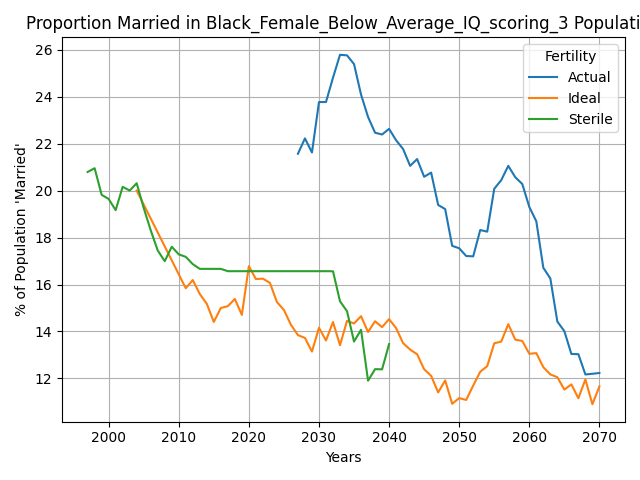 Proportion Married in Black_Female_Below_Average_IQ_scoring_3 Populati
Fertility
Actual
Ideal
Sterile
% of Population 'Married'
26
24
22
20
18
16
14
12
2000 2010 2020 2030 2040 2050 2060 2070
Years